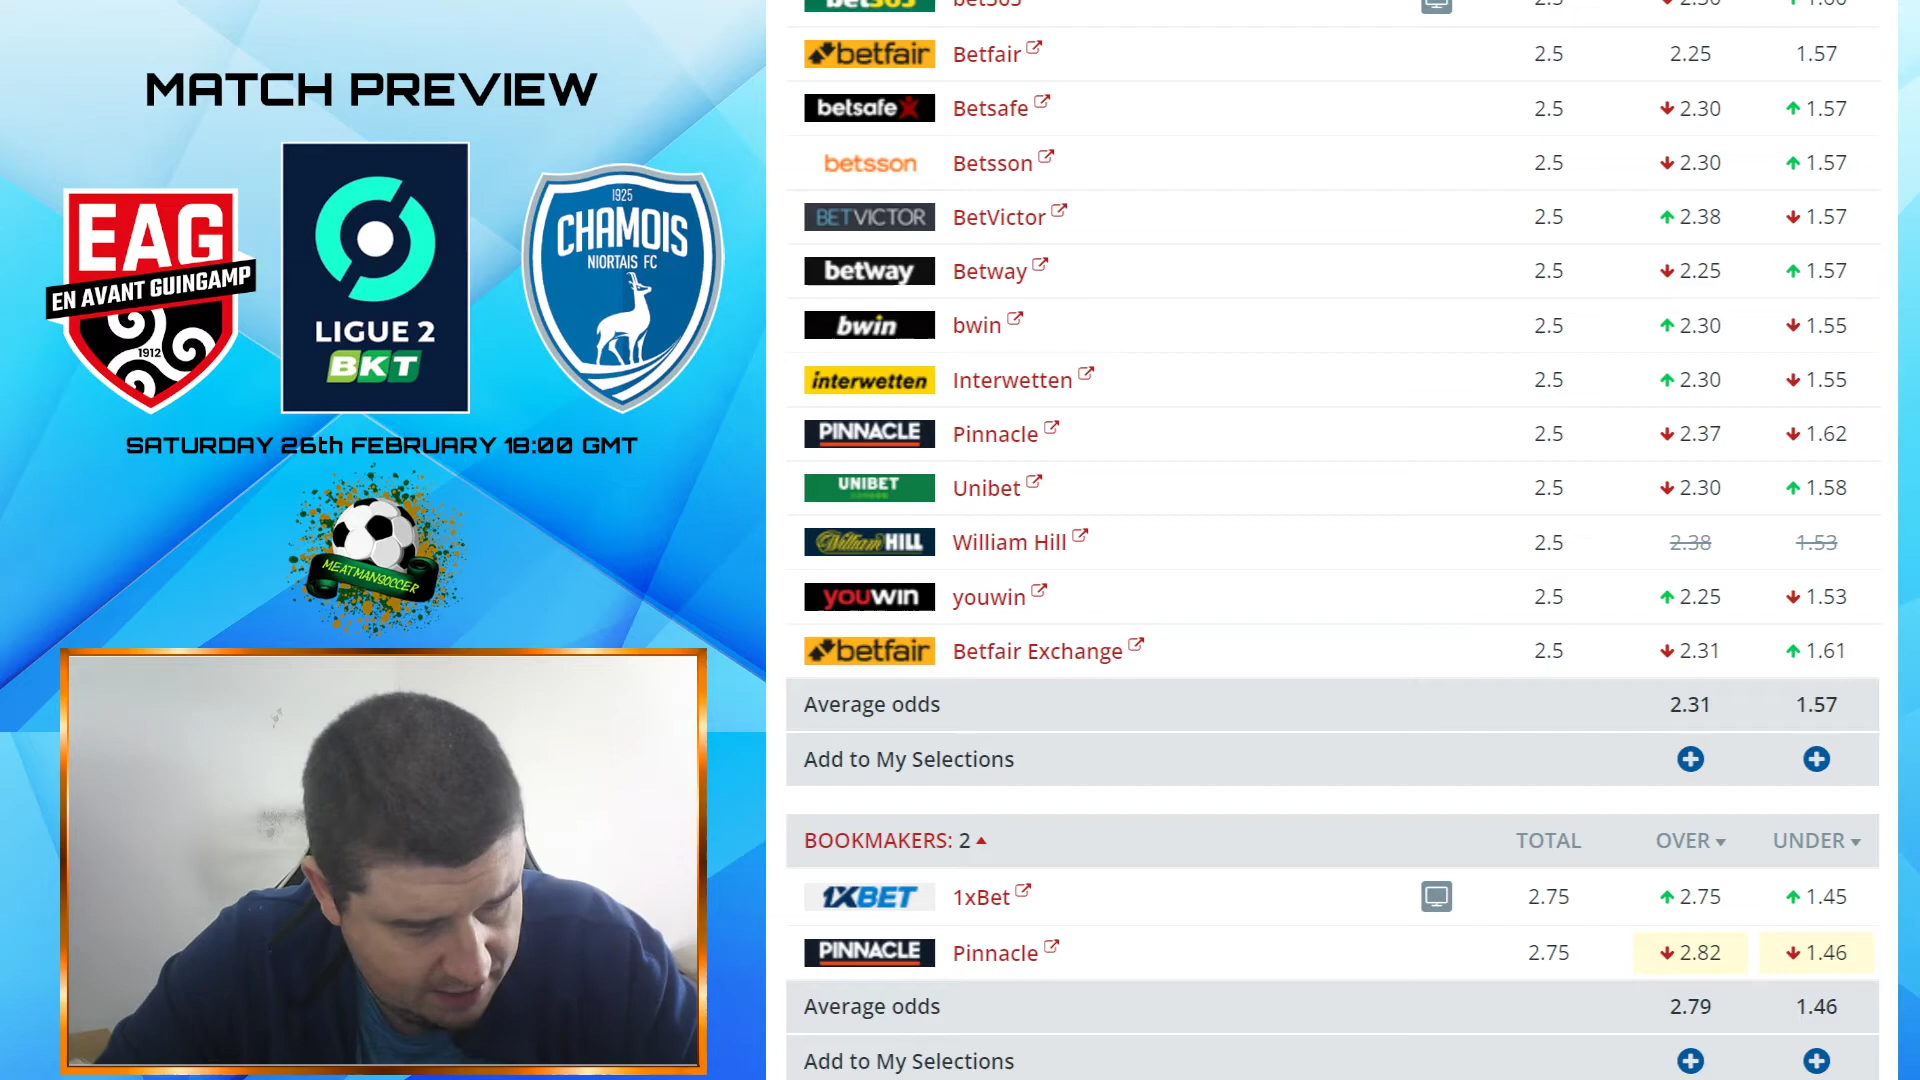 MATCH PREVIEW
EAG
EN AVANT GUINGAMP
1912
LIGUE 2
BKT
1925
CHAMOIS
NIORTAIS FC
SATURDAY 26th FEBRUARY 18:00 GMT
MEATMANSOCCER
bet365 bet365 2.5 2.30 1.60
betfair Betfair 2.5 2.25 1.57
betsafe Betsafe 2.5 2.30 1.57
betsson Betsson 2.5 2.30 1.57
BETVICTOR BetVictor 2.5 2.38 1.57
betway Betway 2.5 2.25 1.57
bwin bwin 2.5 2.30 1.55
interwetten Interwetten 2.5 2.30 1.55
PINNACLE Pinnacle 2.5 2.37 1.62
UNIBET Unibet 2.5 2.30 1.58
William HILL William Hill 2.5 2.38 1.53
youwin youwin 2.5 2.25 1.53
betfair Betfair Exchange 2.5 2.31 1.61
Average odds 2.31 1.57
Add to My Selections
BOOKMAKERS: 2 TOTAL OVER UNDER
1XBET 1xBet 2.75 2.75 1.45
PINNACLE Pinnacle 2.75 2.82 1.46
Average odds 2.79 1.46
Add to My Selections